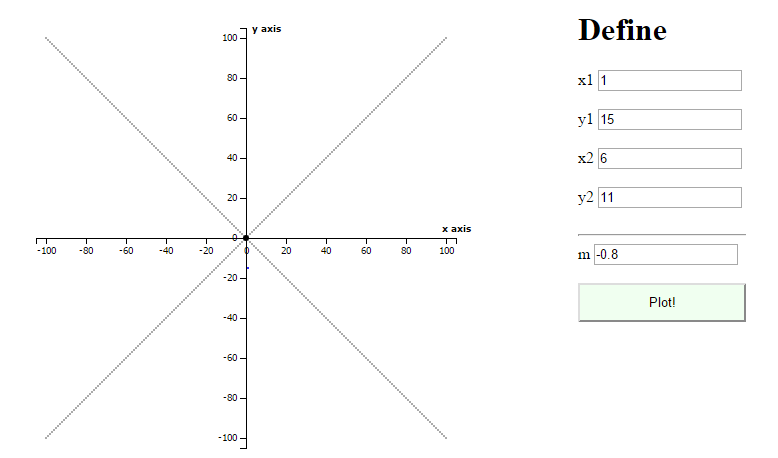 y axis
100
80
60
40
20
0
x axis
-100 -80 -60 -40 -20 0 20 40 60 80 100
-20
-40
-60
-80
-100
Define
x1 1
y1 15
x2 6
y2 11
m -0.8
Plot!